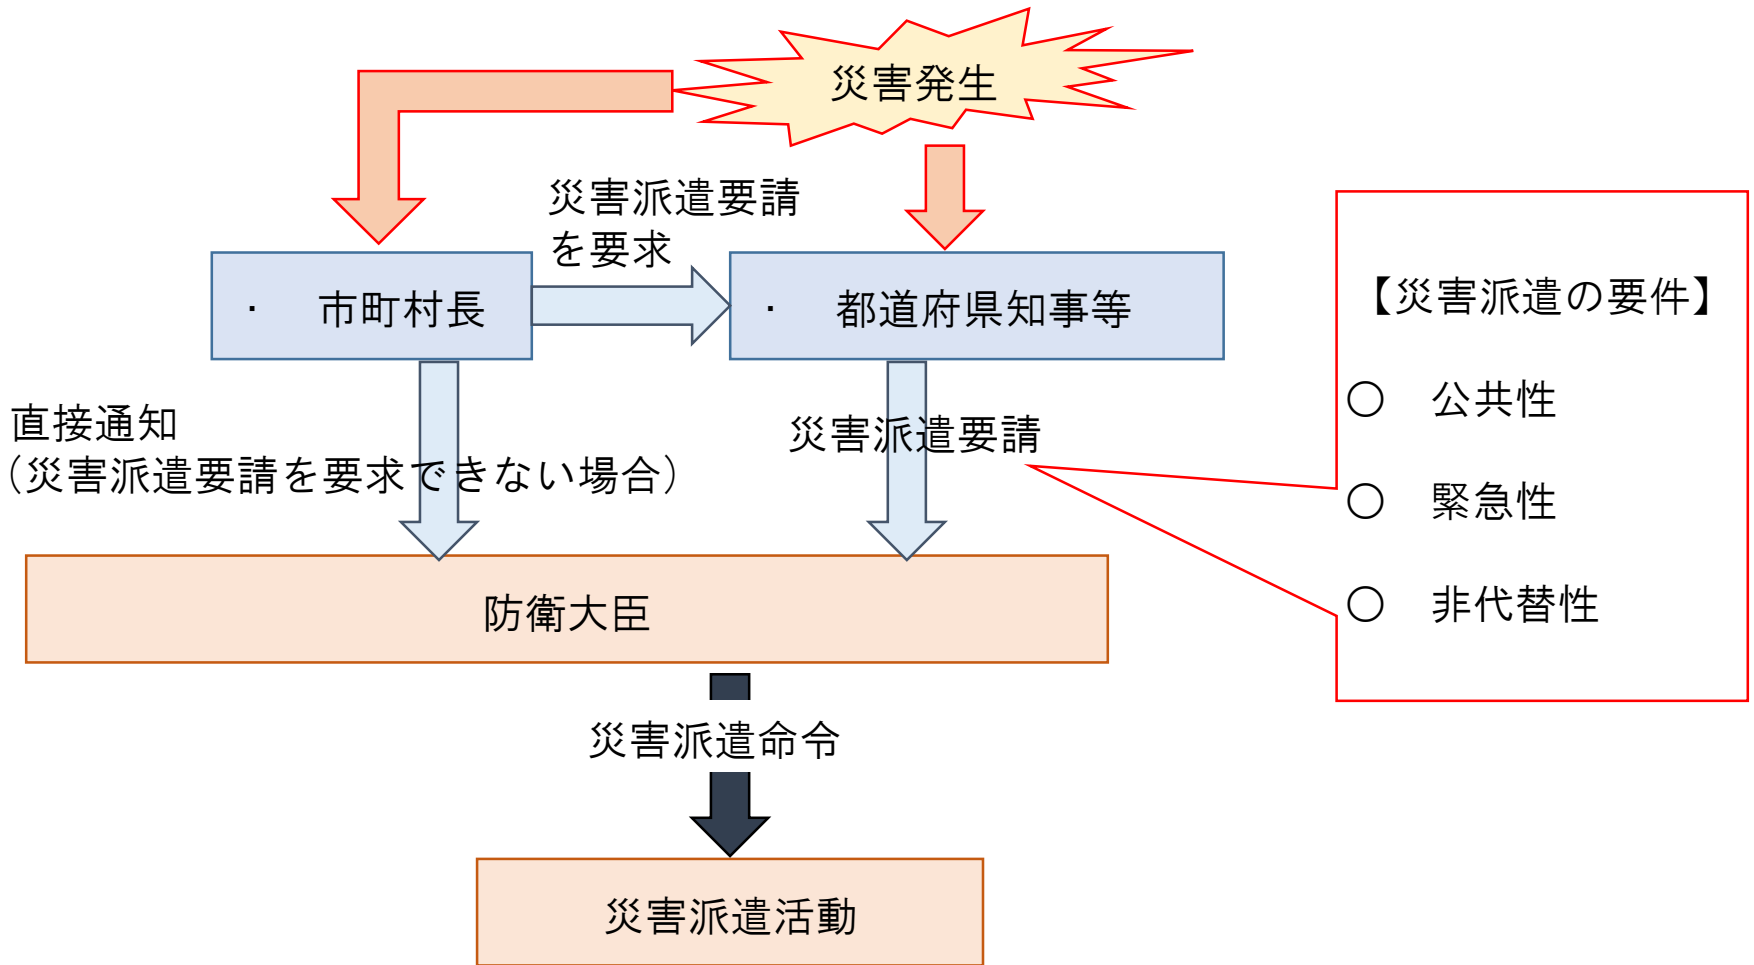 災害発生
災害派遣要請
を要求
・ 市町村長
・ 都道府県知事等
直接通知
（災害派遣要請を要求できない場合）
災害派遣要請
【災害派遣の要件】
〇 公共性
〇 緊急性
〇 非代替性
防衛大臣
災害派遣命令
災害派遣活動